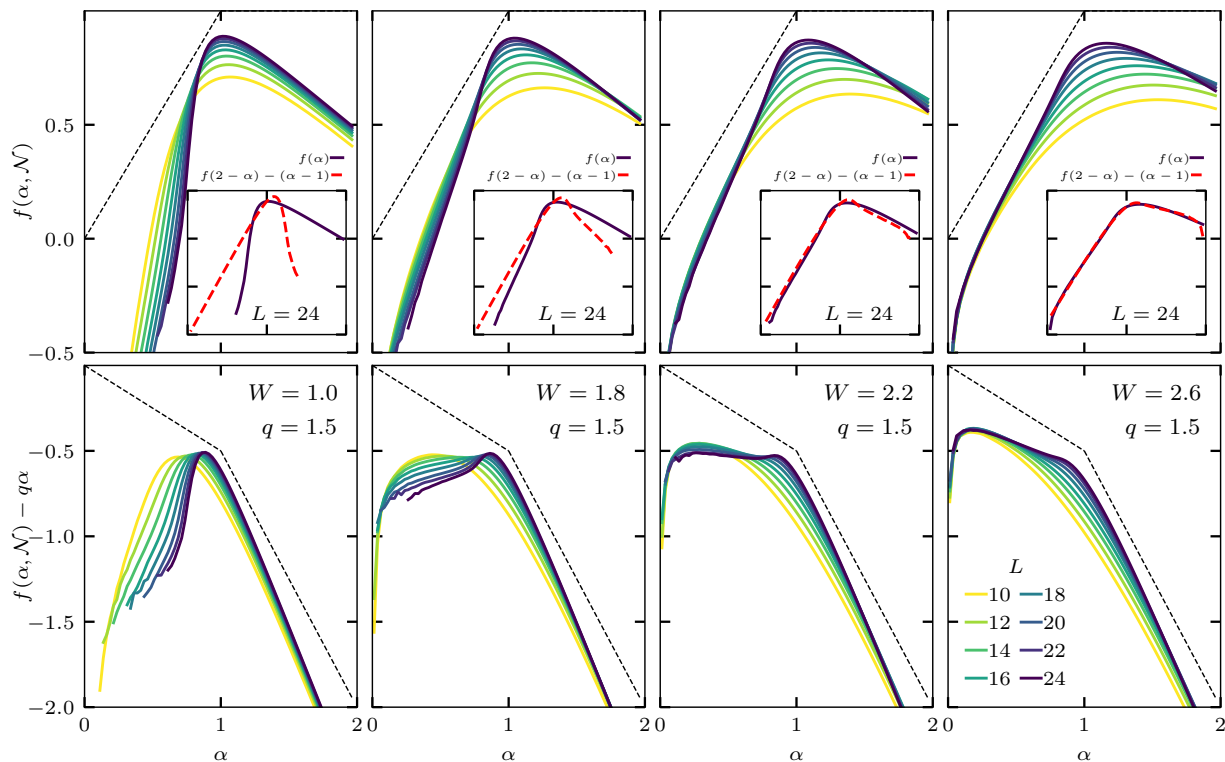 f(α, 𝒩)
0.5
0.0
−0.5
f(α)
f(2 − α) − (α − 1)
L = 24
f(α)
f(2 − α) − (α − 1)
L = 24
f(α)
f(2 − α) − (α − 1)
L = 24
f(α)
f(2 − α) − (α − 1)
L = 24
f(α, 𝒩) − qα
−0.5
−1.0
−1.5
−2.0
W = 1.0
q = 1.5
W = 1.8
q = 1.5
W = 2.2
q = 1.5
W = 2.6
q = 1.5
L
10 18
12 20
14 22
16 24
0 1 2 0 1 2 0 1 2 0 1 2
α α α α